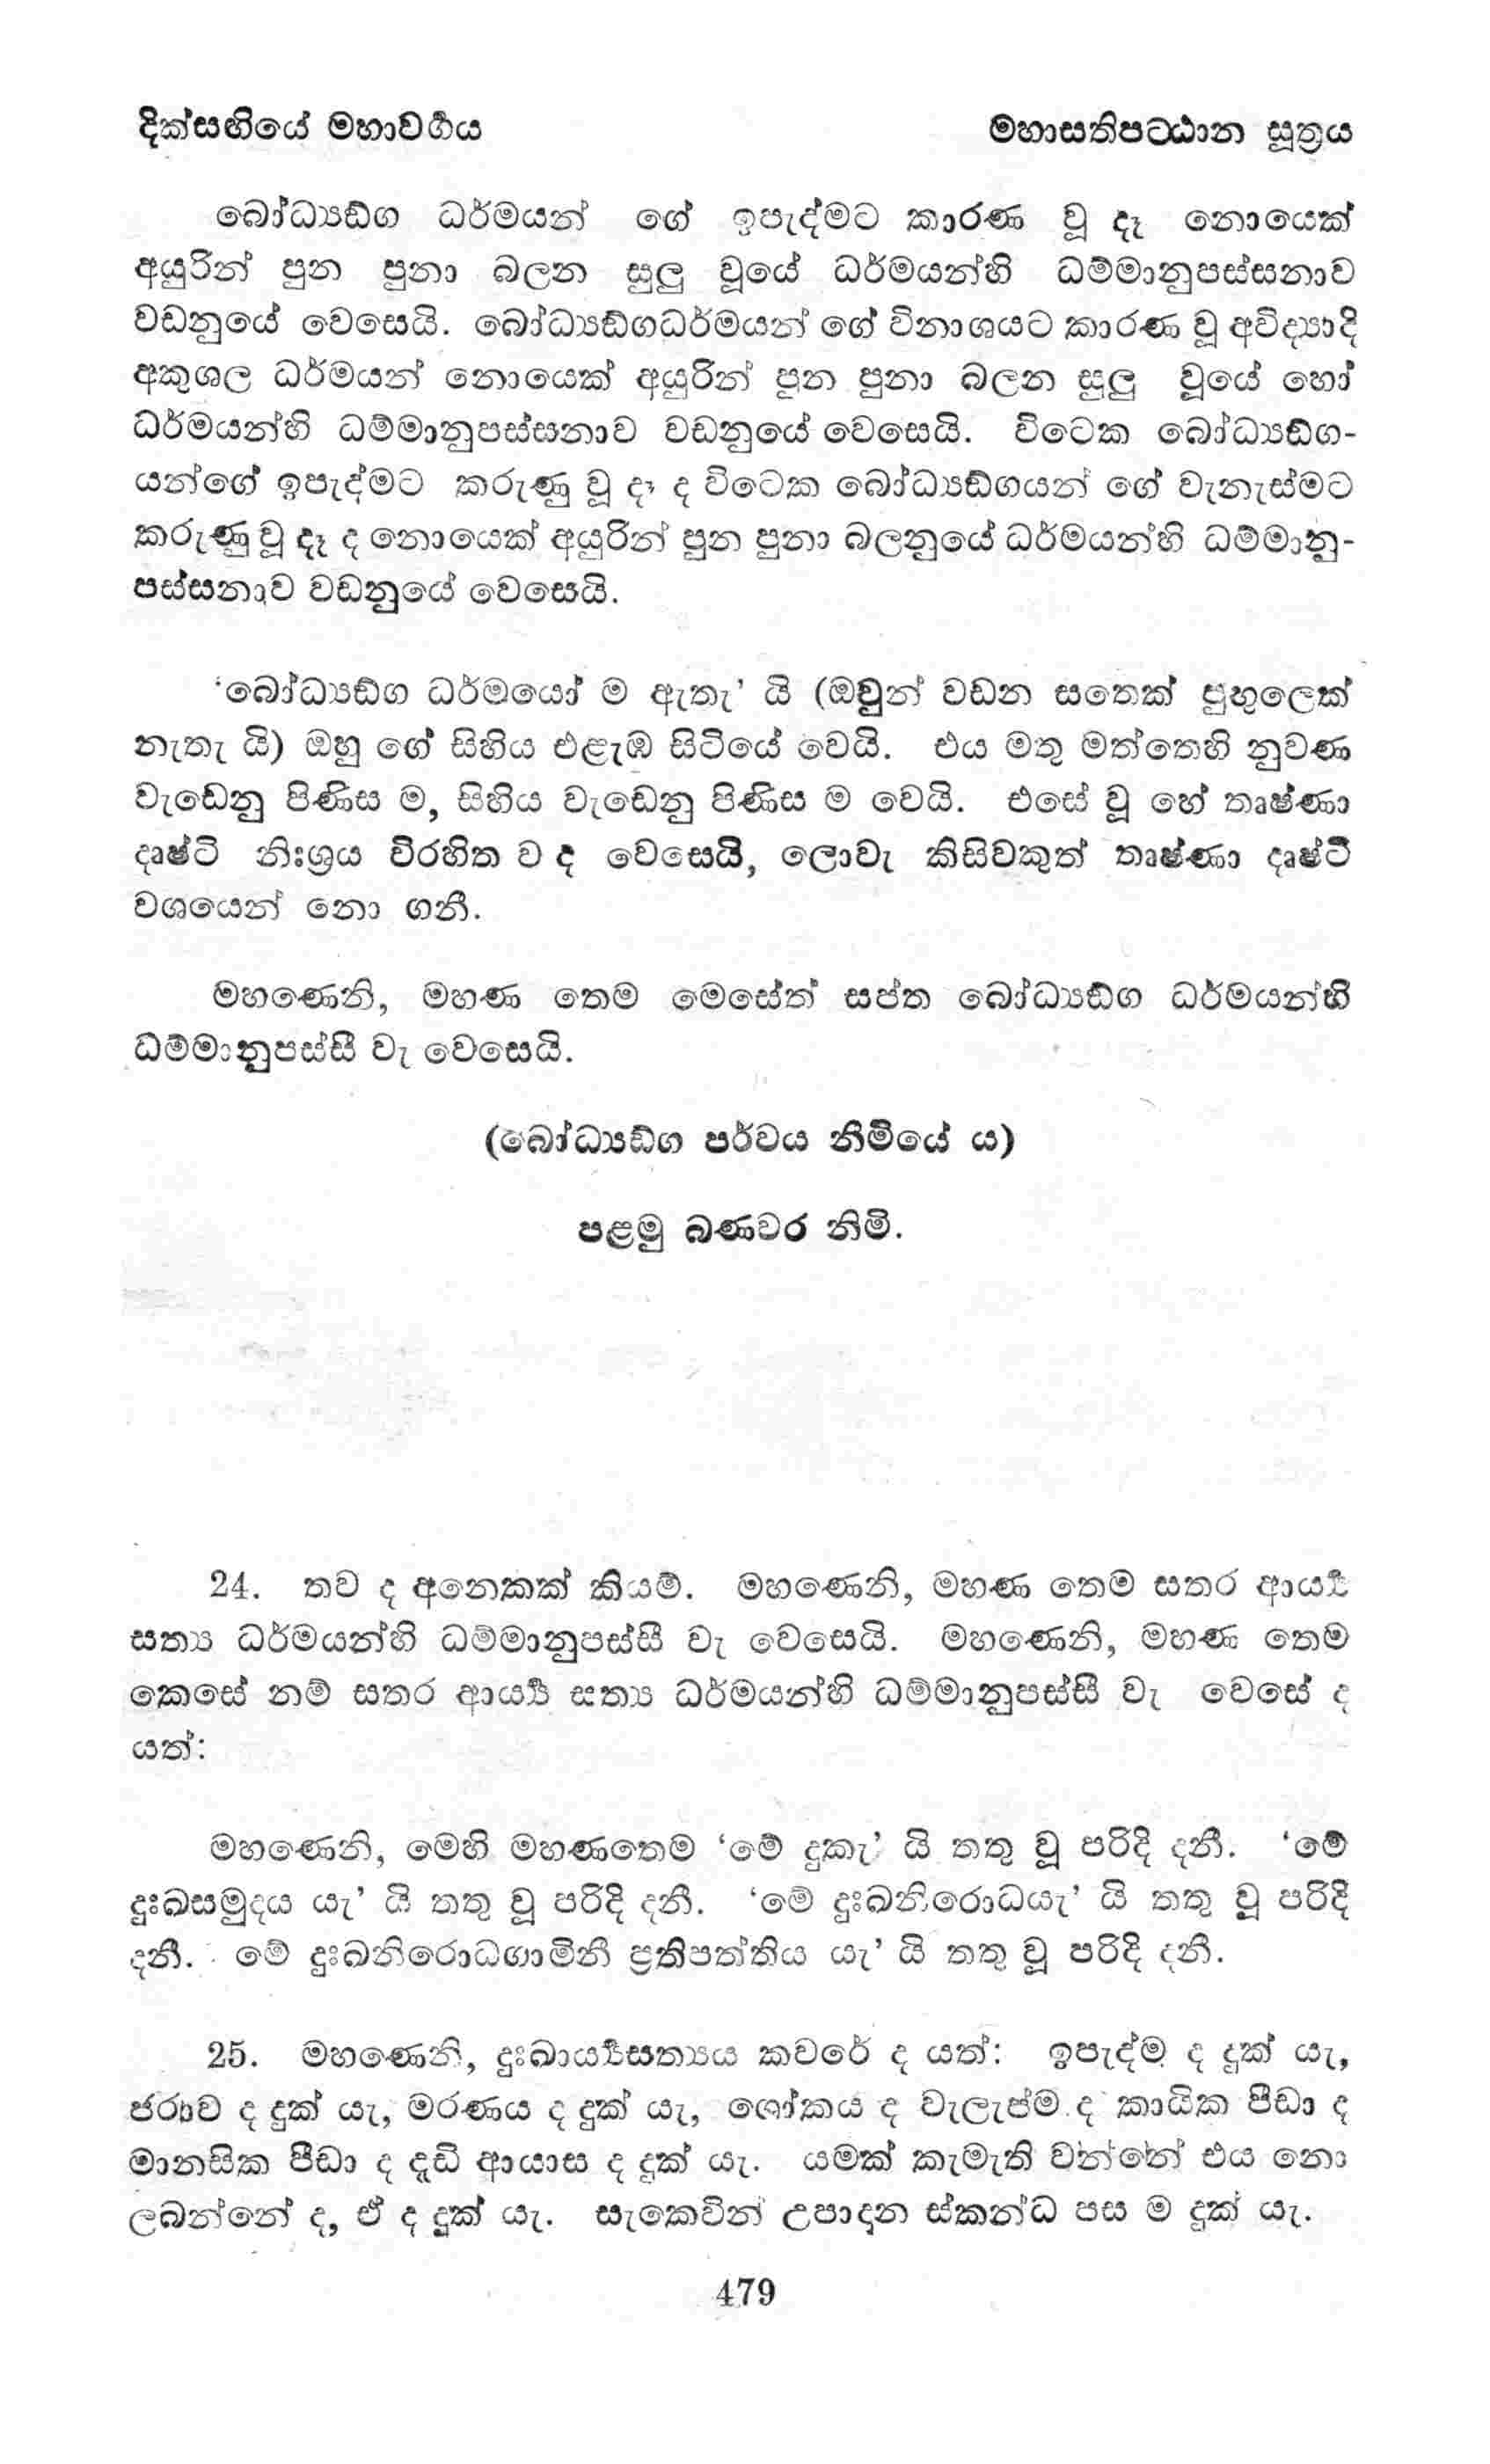 දික්සඟියේ මහාවර්‍ගය
මහාසතිපට්ඨාන සූත්‍රය
බෝධ්‍යඞ්ග ධර්මයන් ගේ ඉපැද්මට කාරණ වූ දෑ නොයෙක්
අයුරින් පුන පුනා බලන සුලු වූයේ ධර්මයන්හි ධම්මානුපස්සනාව
වඩනුයේ වෙසෙයි. බෝධ්‍යඞ්ගධර්මයන් ගේ විනාශයට කාරණ වූ අවිද්‍යාදි
අකුශල ධර්මයන් නොයෙක් අයුරින් පුන පුනා බලන සුලු වූයේ හෝ
ධර්මයන්හි ධම්මානුපස්සනාව වඩනුයේ වෙසෙයි. විටෙක බෝධ්‍යඞ්ග-
යන්ගේ ඉපැද්මට කරුණු වූ දෑ ද විටෙක බෝධ්‍යඞ්ගයන් ගේ වැනැස්මට
කරුණු වූ දෑ ද නොයෙක් අයුරින් පුන පුනා බලනුයේ ධර්මයන්හි ධම්මානු-
පස්සනාව වඩනුයේ වෙසෙයි.
‘බෝධ්‍යඞ්ග ධර්මයෝ ම ඇතැ’ යි (ඔවුන් වඩන සතෙක් පුහුලෙක්
නැතැ යි) ඔහු ගේ සිහිය එළැඹ සිටියේ වෙයි. එය මතු මත්තෙහි නුවණ
වැඩෙනු පිණිස ම, සිහිය වැඩෙනු පිණිස ම වෙයි. එසේ වූ හේ තෘෂ්ණා
දෘෂ්ටි නිඃශ්‍රය විරහිත ව ද වෙසෙයි, ලොවැ කිසිවකුත් තෘෂ්ණා දෘෂ්ටි
වශයෙන් නො ගනී.
මහණෙනි, මහණ තෙම මෙසේත් සප්ත බෝධ්‍යඞ්ග ධර්මයන්හි
ධම්මානුපස්සී වැ වෙසෙයි.
(බෝධ්‍යඞ්ග පර්වය නිමියේ ය)
පළමු බණවර නිමි.
24. තව ද අනෙකක් කියම්. මහණෙනි, මහණ තෙම සතර ආර්‍ය්‍ය
සත්‍ය ධර්මයන්හි ධම්මානුපස්සී වැ වෙසෙයි. මහණෙනි, මහණ තෙම
කෙසේ නම් සතර ආර්‍ය්‍ය සත්‍ය ධර්මයන්හි ධම්මානුපස්සී වැ වෙසේ ද
යත්:
මහණෙනි, මෙහි මහණතෙම ‘මේ දුකැ’ යි තතු වූ පරිදි දනී. ‘මේ
දුඃඛසමුදය යැ’ යි තතු වූ පරිදි දනී. ‘මේ දුඃඛනිරොධයැ’ යි තතු වූ පරිදි
දනී. මේ දුඃඛනිරොධගාමිනී ප්‍රතිපත්තිය යැ’ යි තතු වූ පරිදි දනී.
25. මහණෙනි, දුඃඛාර්‍ය්‍යසත්‍යය කවරේ ද යත්: ඉපැද්ම ද දුක් යැ,
ජරාව ද දුක් යැ, මරණය ද දුක් යැ, ශෝකය ද වැලැප්ම ද කායික පීඩා ද
මානසික පීඩා ද දැඩි ආයාස ද දුක් යැ. යමක් කැමැති වන්නේත් එය නො
ලබන්නේ ද, ඒ ද දුක් යැ. සැකෙවින් උපාදාන ස්කන්ධ පස ම දුක් යැ.
479